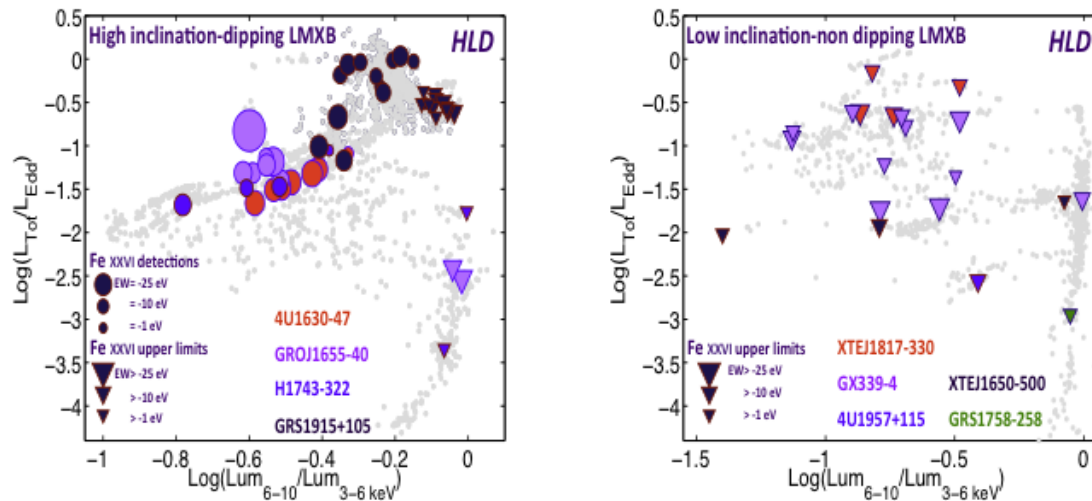 High inclination-dipping LMXB HLD
0.5
0
−0.5
−1
−1.5
−2
−2.5
−3
−3.5
−4
Log(L_Tot/L_Edd)
Fe XXVI detections
EW= -25 eV
= -10 eV
= -1 eV
Fe XXVI upper limits
EW> -25 eV
> -10 eV
> -1 eV
4U1630-47
GROJ1655-40
H1743-322
GRS1915+105
−1 −0.8 −0.6 −0.4 −0.2 0
Log(Lum_6−10/Lum_3−6 keV)
Low inclination-non dipping LMXB HLD
0.5
0
−0.5
−1
−1.5
−2
−2.5
−3
−3.5
−4
Log(L_Tot/L_Edd)
Fe XXVI upper limits
EW> -25 eV
> -10 eV
> -1 eV
XTEJ1817-330
GX339-4 XTEJ1650-500
4U1957+115 GRS1758-258
−1.5 −1 −0.5 0
Log(Lum_6−10/Lum_3−6 keV)